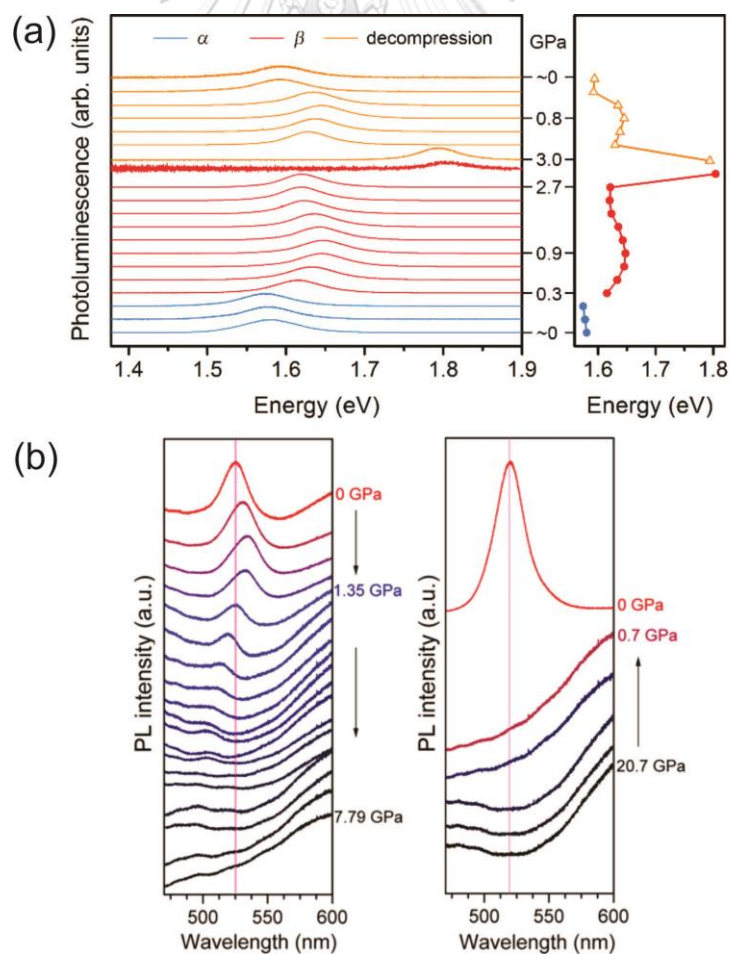 (a)
α
β
decompression
GPa
Photoluminescence (arb. units)
~0
0.8
3.0
2.7
0.9
0.3
~0
1.4 1.5 1.6 1.7 1.8 1.9
Energy (eV)
1.6 1.7 1.8
Energy (eV)
(b)
PL intensity (a.u.)
0 GPa
1.35 GPa
7.79 GPa
500 550 600
Wavelength (nm)
PL intensity (a.u.)
0 GPa
0.7 GPa
20.7 GPa
500 550 600
Wavelength (nm)